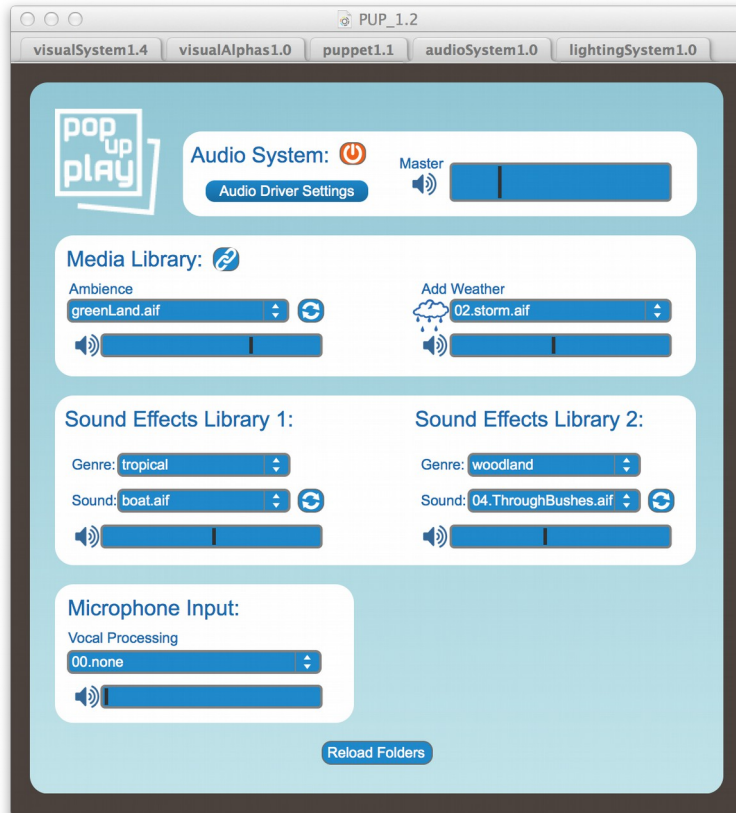 PUP_1.2
visualSystem1.4
visualAlphas1.0
puppet1.1
audioSystem1.0
lightingSystem1.0
pop
up
play
Audio System:
Audio Driver Settings
Master
Media Library:
Ambience
greenLand.aif
Add Weather
02.storm.aif
Sound Effects Library 1:
Genre: tropical
Sound: boat.aif
Sound Effects Library 2:
Genre: woodland
Sound: 04.ThroughBushes.aif
Microphone Input:
Vocal Processing
00.none
Reload Folders